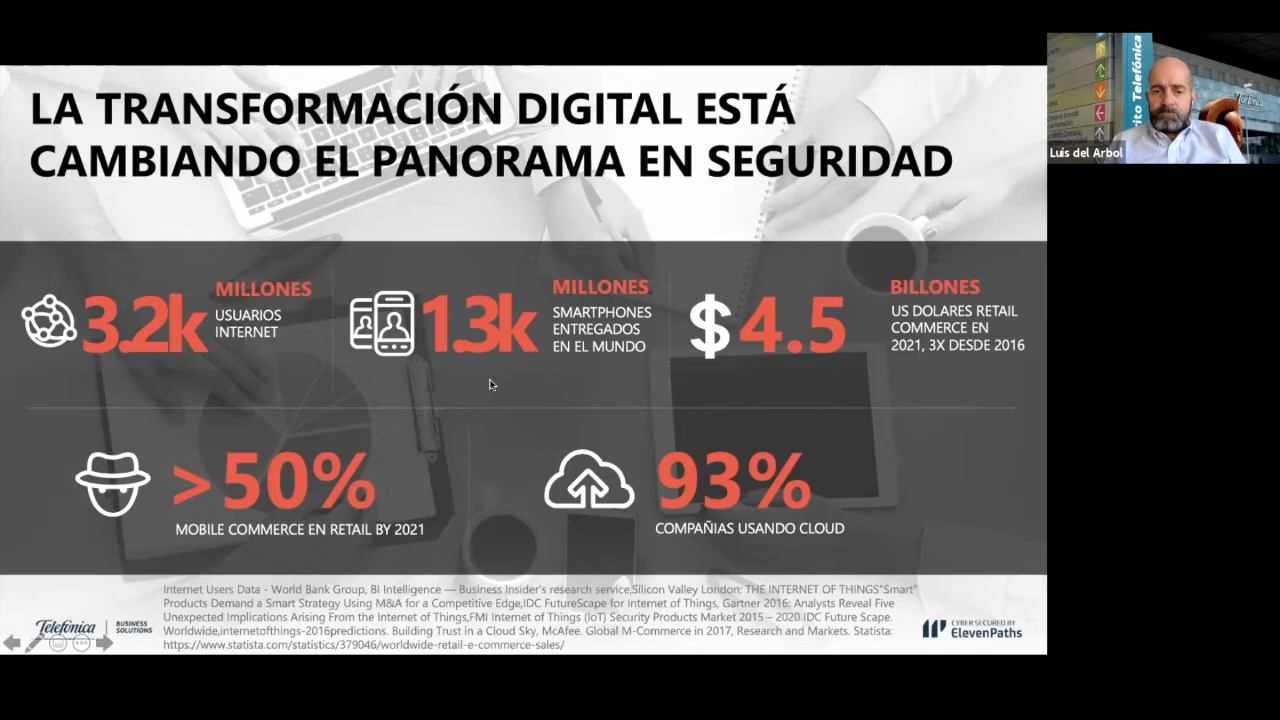 LA TRANSFORMACIÓN DIGITAL ESTÁ
CAMBIANDO EL PANORAMA EN SEGURIDAD
3.2k
MILLONES
USUARIOS
INTERNET
1.3k
MILLONES
SMARTPHONES
ENTREGADOS
EN EL MUNDO
$4.5
BILLONES
US DOLARES RETAIL
COMMERCE EN
2021, 3X DESDE 2016
>50%
MOBILE COMMERCE EN RETAIL BY 2021
93%
COMPAÑIAS USANDO CLOUD
Internet Users Data - World Bank Group, BI Intelligence — Business Insider's research service,Silicon Valley London: THE INTERNET OF THINGS"Smart"
Products Demand a Smart Strategy Using M&A for a Competitive Edge,IDC FutureScape for Internet of Things, Gartner 2016: Analysts Reveal Five
Unexpected Implications Arising From the Internet of Things,FMI Internet of Things (IoT) Security Products Market 2015 – 2020 IDC Future Scape.
Worldwide,internetofthings-2016predictions. Building Trust in a Cloud Sky, McAfee. Global M-Commerce in 2017, Research and Markets. Statista:
https://www.statista.com/statistics/379046/worldwide-retail-e-commerce-sales/
Telefónica
BUSINESS
SOLUTIONS
CYBER SECURED BY
ElevenPaths
rito Telefónica
Telefónica
Luis del Arbol